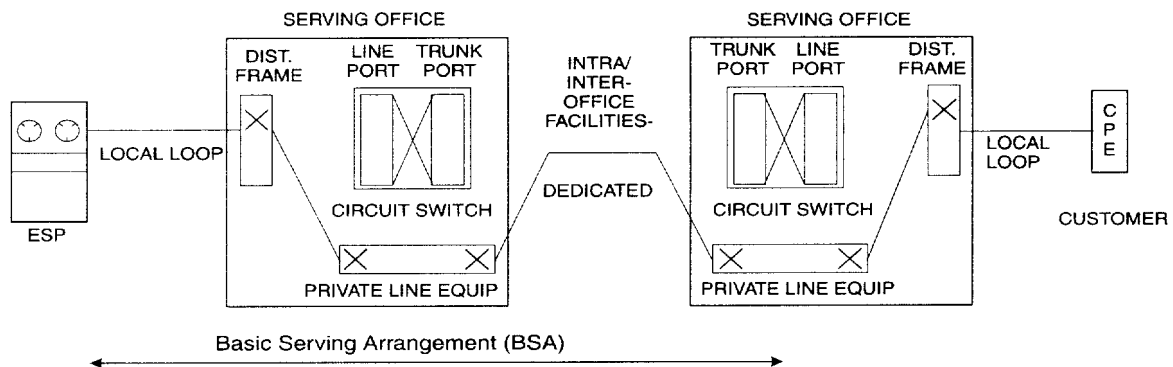 SERVING OFFICE
SERVING OFFICE
DIST.
FRAME
LINE
PORT
TRUNK
PORT
INTRA/
INTER-
OFFICE
FACILITIES-
TRUNK
PORT
LINE
PORT
DIST.
FRAME
CPE
LOCAL LOOP
LOCAL
LOOP
DEDICATED
CIRCUIT SWITCH
CIRCUIT SWITCH
ESP
CUSTOMER
PRIVATE LINE EQUIP
PRIVATE LINE EQUIP
Basic Serving Arrangement (BSA)